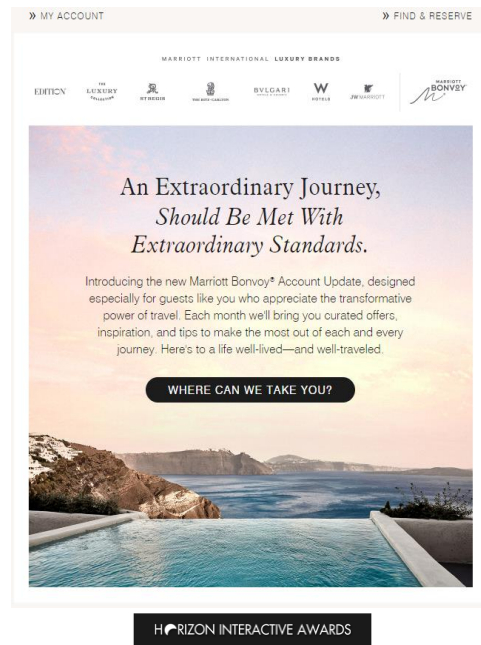 » MY ACCOUNT
» FIND & RESERVE
MARRIOTT INTERNATIONAL LUXURY BRANDS
EDITION
THE LUXURY COLLECTION
ST REGIS
THE RITZ-CARLTON
BVLGARI
HOTELS & RESORTS
W
HOTELS
JW MARRIOTT
MARRIOTT
BONVOY®
An Extraordinary Journey,
Should Be Met With
Extraordinary Standards.
Introducing the new Marriott Bonvoy® Account Update, designed
especially for guests like you who appreciate the transformative
power of travel. Each month we'll bring you curated offers,
inspiration, and tips to make the most out of each and every
journey. Here's to a life well-lived—and well-traveled.
WHERE CAN WE TAKE YOU?
HORIZON INTERACTIVE AWARDS